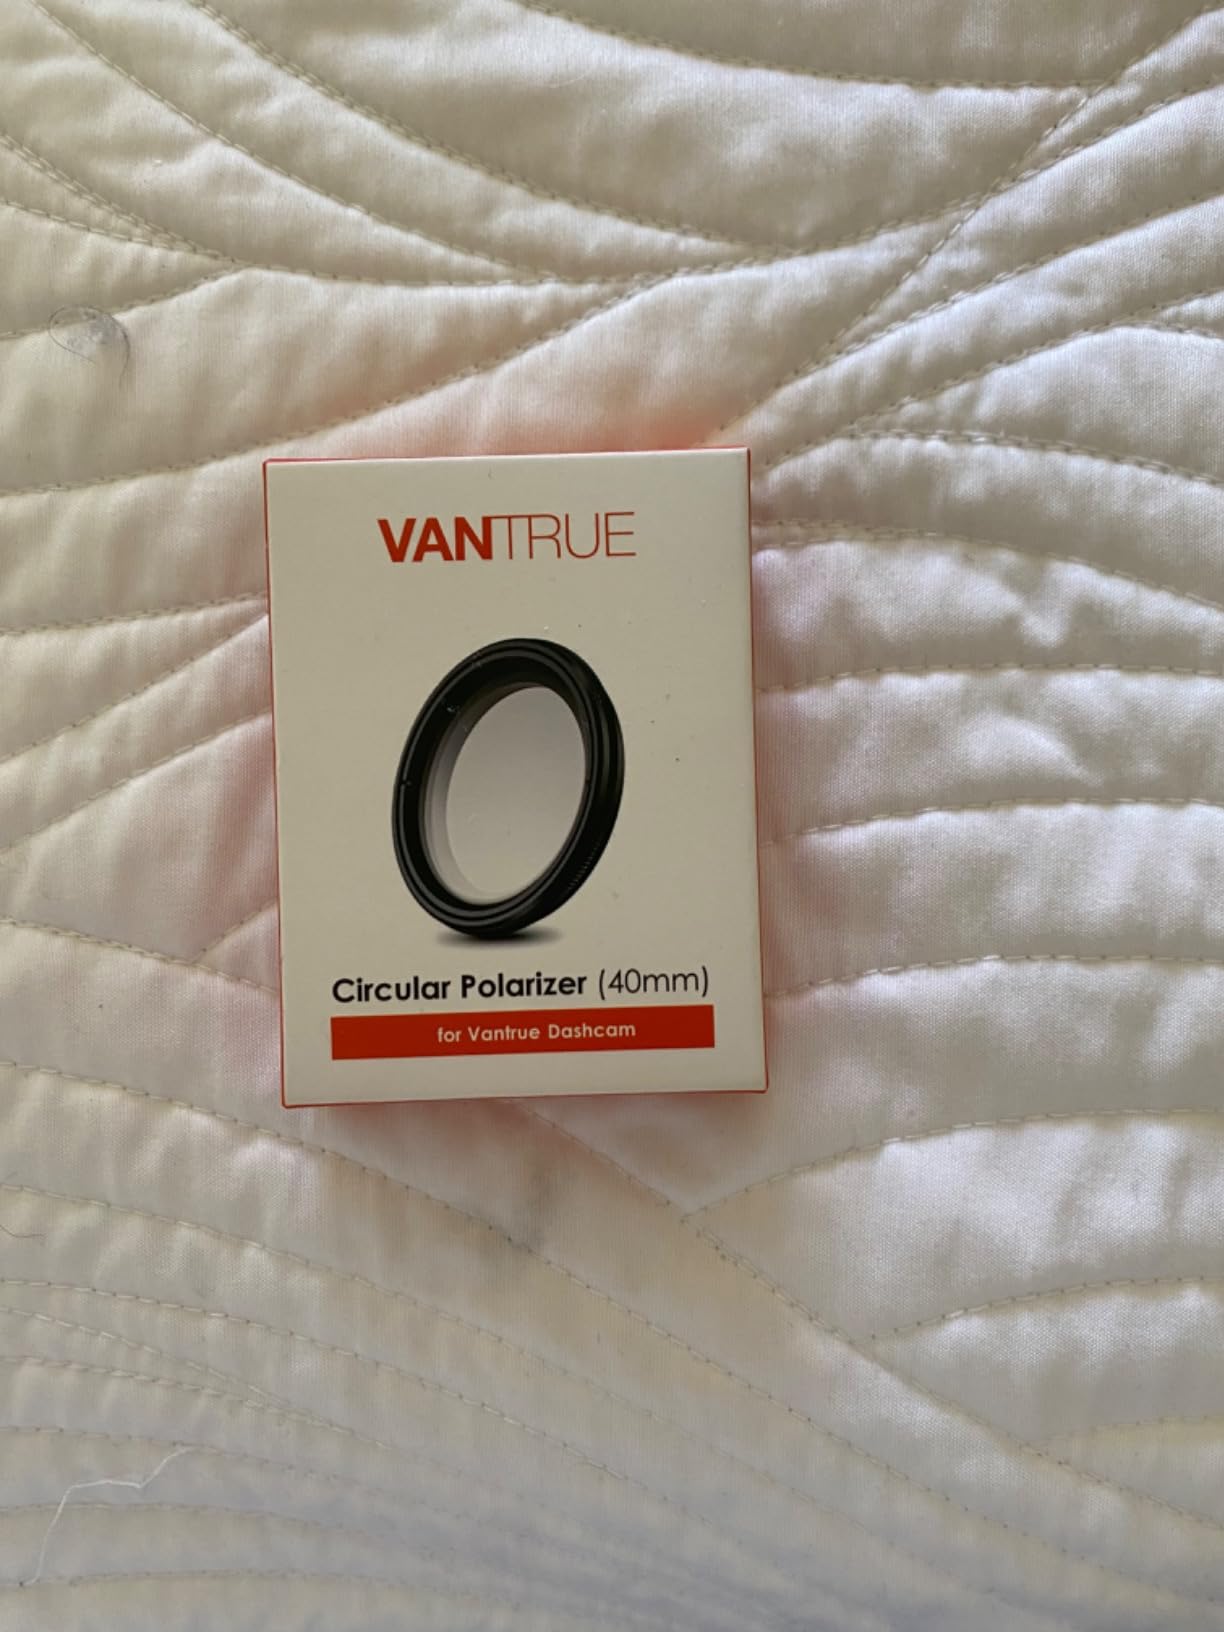 VANTRUE
Circular Polarizer (40mm)
for Vantrue Dashcam